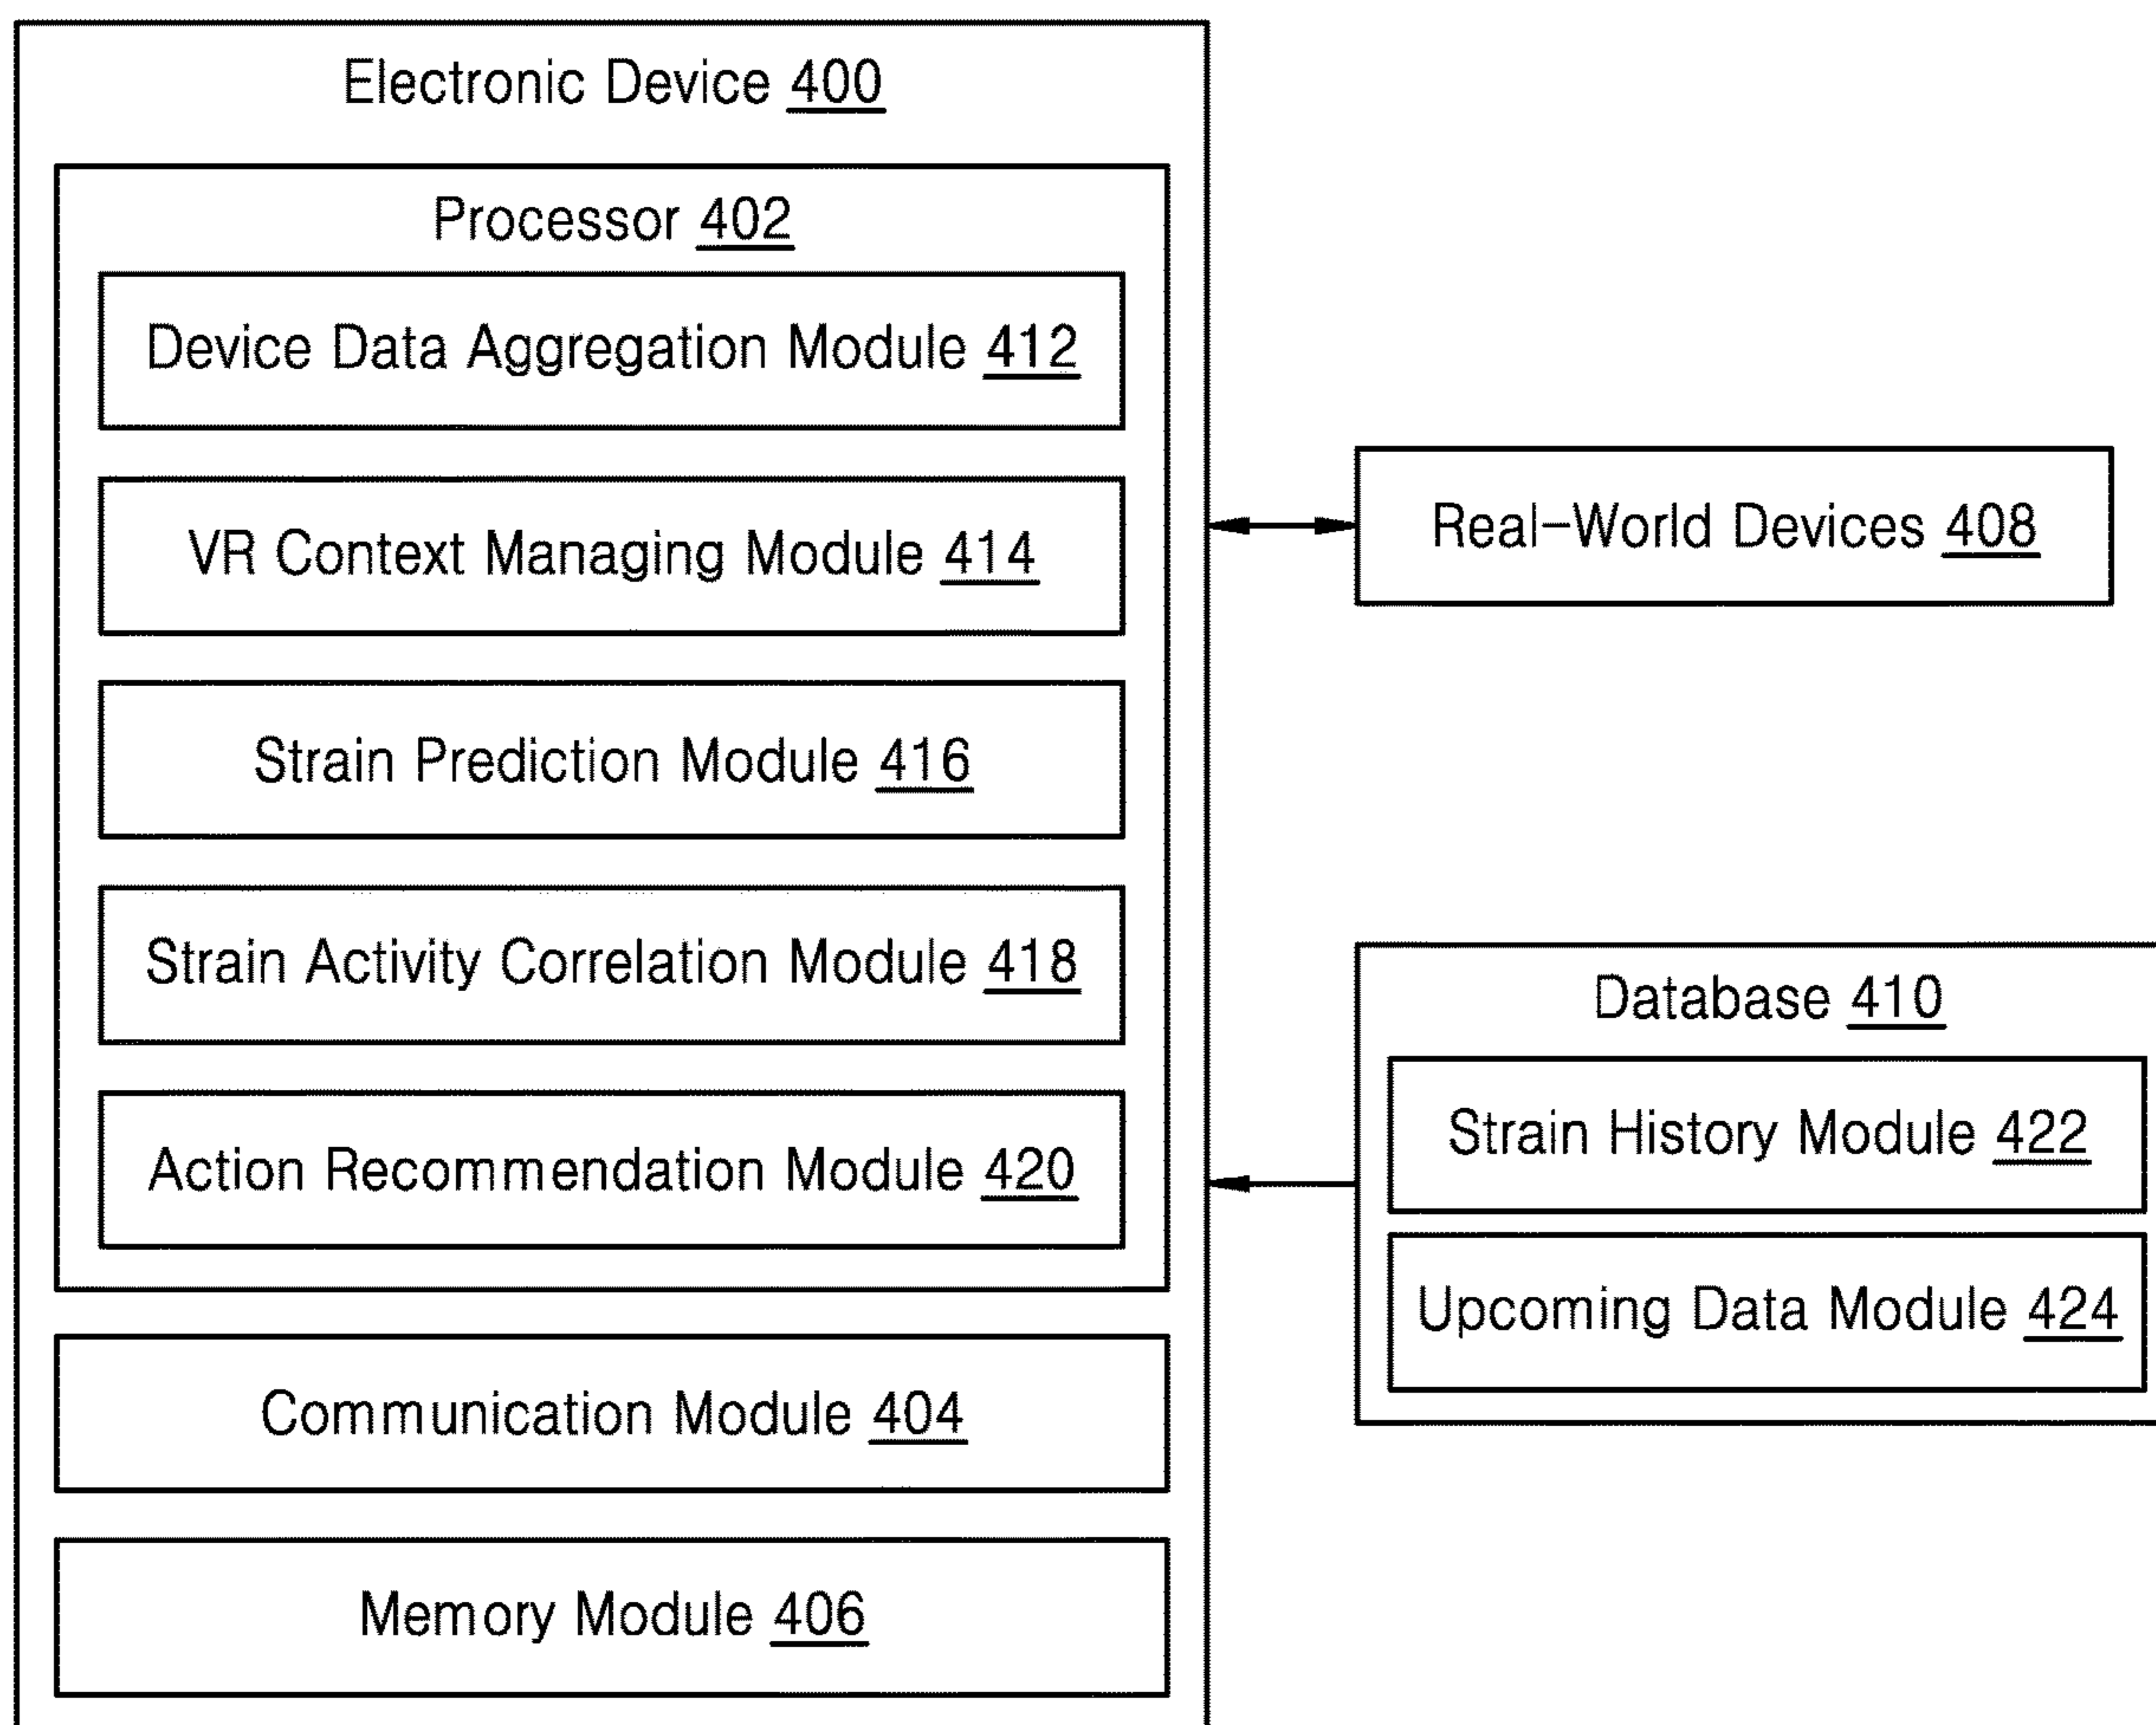 Electronic Device 400
Processor 402
Device Data Aggregation Module 412
VR Context Managing Module 414
Strain Prediction Module 416
Strain Activity Correlation Module 418
Action Recommendation Module 420
Communication Module 404
Memory Module 406
Real-World Devices 408
Database 410
Strain History Module 422
Upcoming Data Module 424